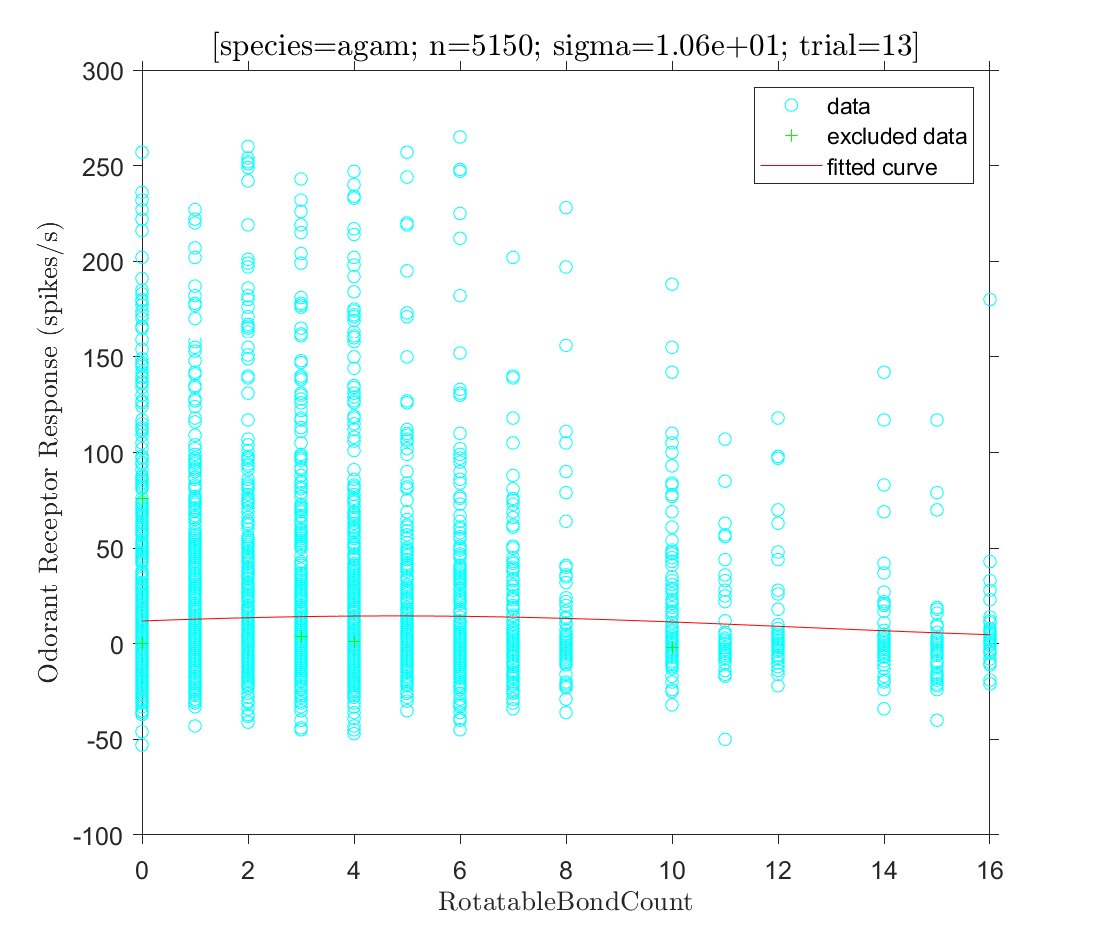 [species=agam; n=5150; sigma=1.06e+01; trial=13]
300
250
200
150
100
50
0
-50
-100
Odorant Receptor Response (spikes/s)
data
excluded data
fitted curve
0 2 4 6 8 10 12 14 16
RotatableBondCount